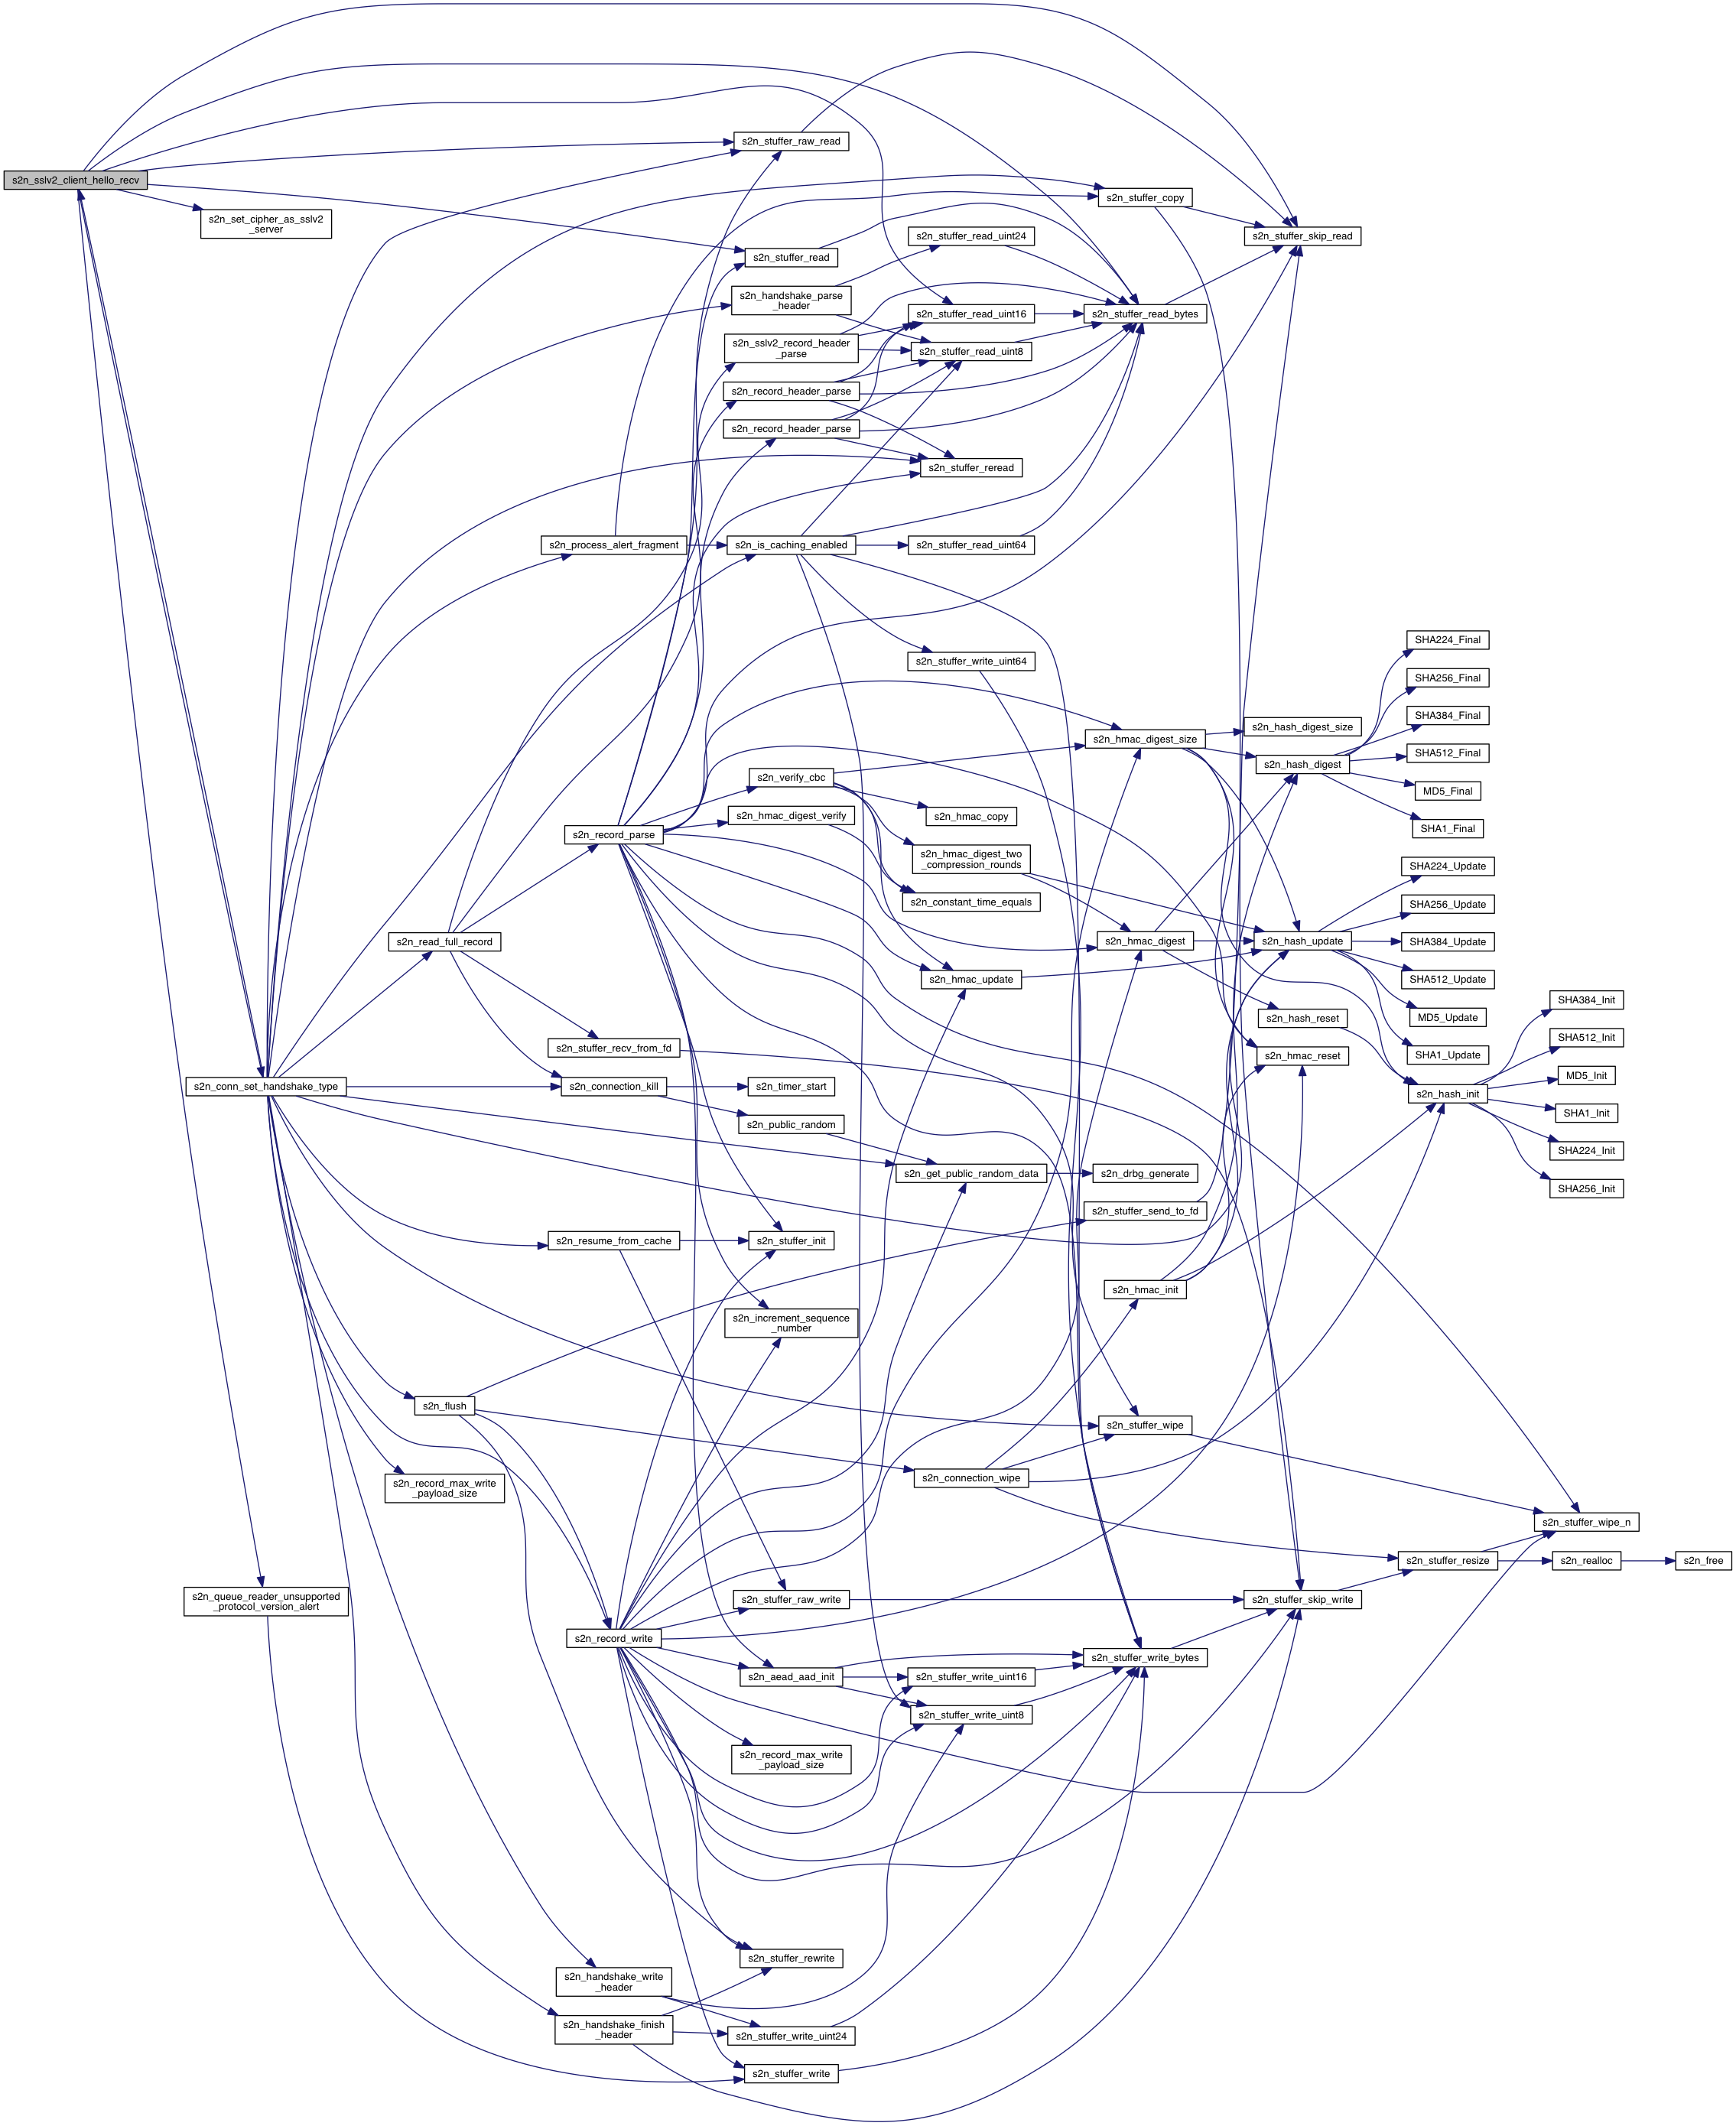 s2n_sslv2_client_hello_recv
s2n_set_cipher_as_sslv2
_server
s2n_conn_set_handshake_type
s2n_queue_reader_unsupported
_protocol_version_alert
s2n_read_full_record
s2n_flush
s2n_record_max_write
_payload_size
s2n_process_alert_fragment
s2n_record_parse
s2n_stuffer_recv_from_fd
s2n_connection_kill
s2n_resume_from_cache
s2n_record_write
s2n_handshake_write
_header
s2n_handshake_finish
_header
s2n_stuffer_raw_read
s2n_stuffer_read
s2n_handshake_parse
_header
s2n_sslv2_record_header
_parse
s2n_record_header_parse
s2n_record_header_parse
s2n_is_caching_enabled
s2n_verify_cbc
s2n_hmac_digest_verify
s2n_timer_start
s2n_public_random
s2n_stuffer_init
s2n_increment_sequence
_number
s2n_stuffer_raw_write
s2n_aead_aad_init
s2n_record_max_write
_payload_size
s2n_stuffer_rewrite
s2n_stuffer_write_uint24
s2n_stuffer_write
s2n_stuffer_read_uint24
s2n_stuffer_read_uint16
s2n_stuffer_read_uint8
s2n_stuffer_reread
s2n_stuffer_read_uint64
s2n_stuffer_write_uint64
s2n_hmac_copy
s2n_hmac_digest_two
_compression_rounds
s2n_constant_time_equals
s2n_hmac_update
s2n_get_public_random_data
s2n_connection_wipe
s2n_stuffer_write_uint16
s2n_stuffer_write_uint8
s2n_stuffer_copy
s2n_stuffer_read_bytes
s2n_hmac_digest_size
s2n_hmac_digest
s2n_drbg_generate
s2n_stuffer_send_to_fd
s2n_hmac_init
s2n_stuffer_wipe
s2n_stuffer_write_bytes
s2n_stuffer_skip_read
s2n_hash_digest_size
s2n_hash_digest
s2n_hash_update
s2n_hash_reset
s2n_hmac_reset
s2n_stuffer_skip_write
SHA224_Final
SHA256_Final
SHA384_Final
SHA512_Final
MD5_Final
SHA1_Final
SHA224_Update
SHA256_Update
SHA384_Update
SHA512_Update
MD5_Update
SHA1_Update
s2n_hash_init
s2n_stuffer_resize
SHA384_Init
SHA512_Init
MD5_Init
SHA1_Init
SHA224_Init
SHA256_Init
s2n_stuffer_wipe_n
s2n_realloc
s2n_free